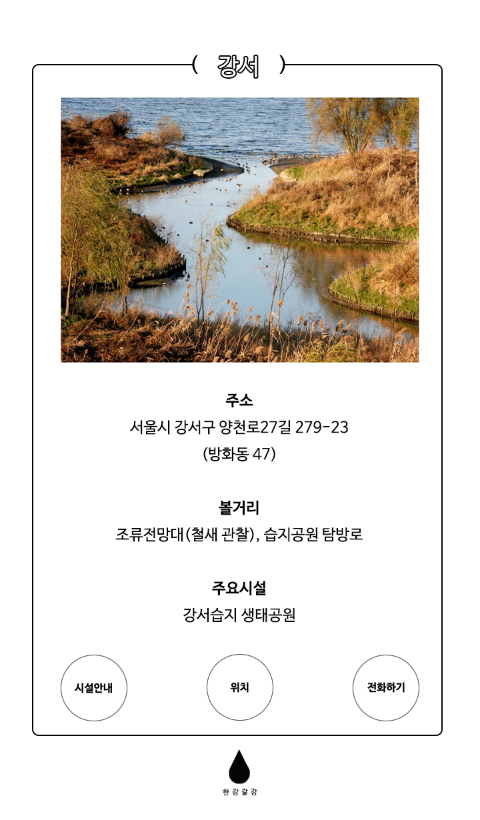 ( 강서 )
주소
서울시 강서구 양천로27길 279-23
(방화동 47)
볼거리
조류전망대(철새 관찰), 습지공원 탐방로
주요시설
강서습지 생태공원
시설안내 위치 전화하기
한강갈강